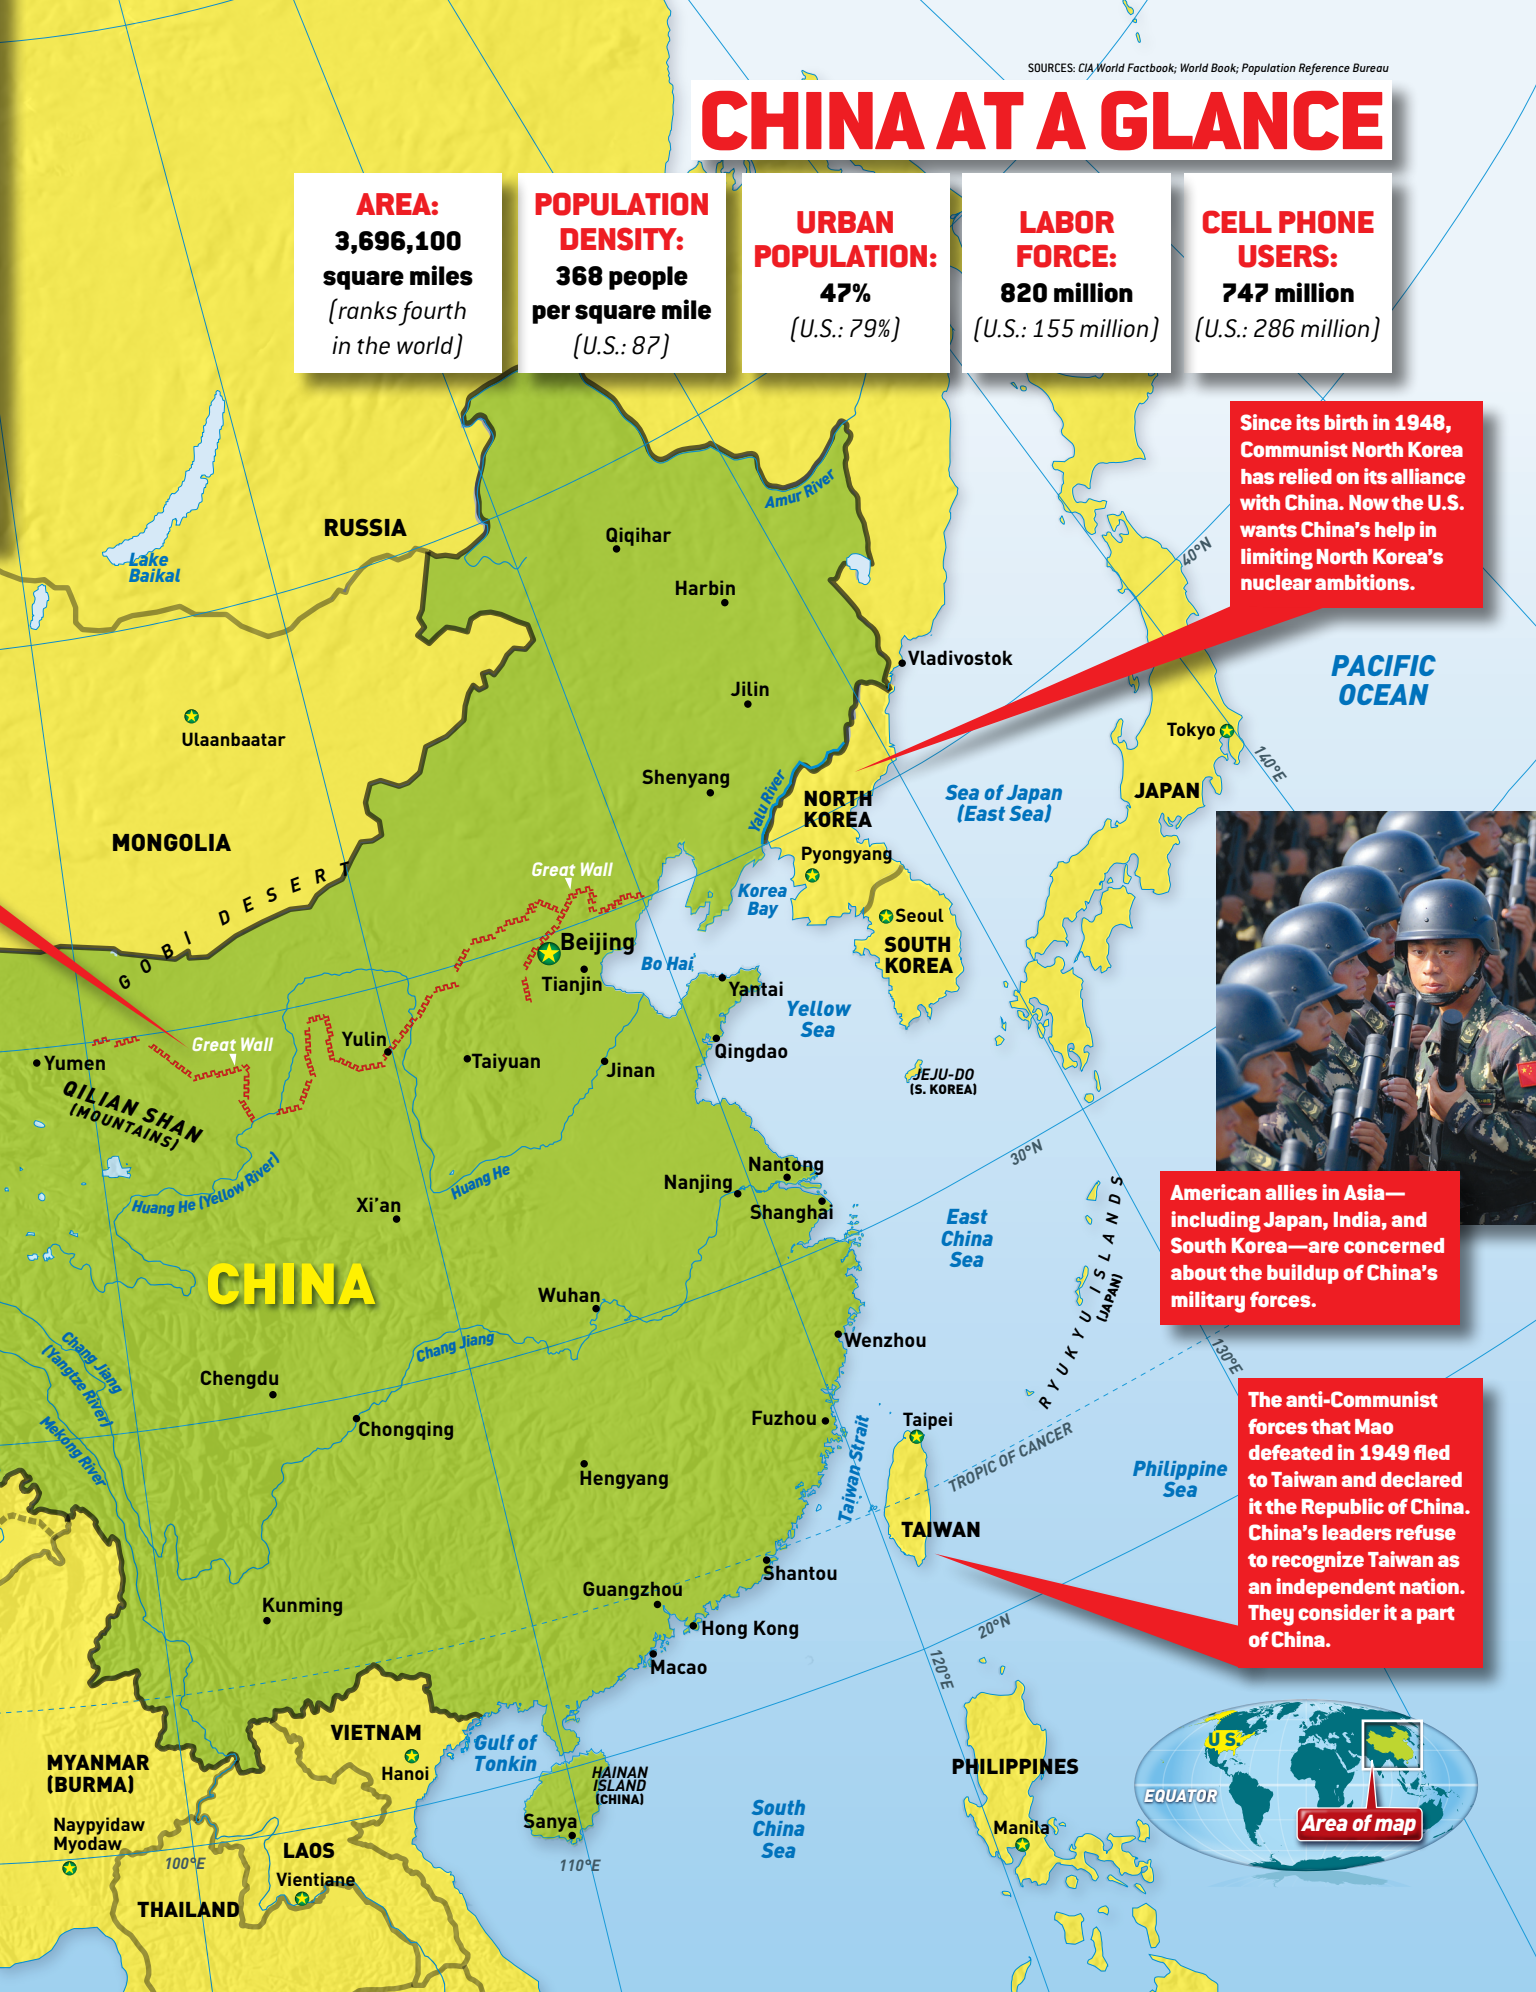 SOURCES: CIA World Factbook; World Book; Population Reference Bureau
CHINA AT A GLANCE
AREA:
3,696,100
square miles
(ranks fourth
in the world)
POPULATION
DENSITY:
368 people
per square mile
(U.S.: 87)
URBAN
POPULATION:
47%
(U.S.: 79%)
LABOR
FORCE:
820 million
(U.S.: 155 million)
CELL PHONE
USERS:
747 million
(U.S.: 286 million)
Since its birth in 1948,
Communist North Korea
has relied on its alliance
with China. Now the U.S.
wants China's help in
limiting North Korea's
nuclear ambitions.
Amur River
RUSSIA
Qiqihar
Lake
Baikal
40°N
Harbin
Vladivostok
PACIFIC
OCEAN
Jilin
Ulaanbaatar
Tokyo
140°E
Shenyang
Yalu River
NORTH
KOREA
Sea of Japan
(East Sea)
JAPAN
MONGOLIA
Pyongyang
GOBI DESERT
Great Wall
Korea
Bay
Seoul
SOUTH
KOREA
Beijing
Tianjin
Bo Hai
Yantai
Yellow
Sea
Great Wall
Yulin
Yumen
Taiyuan
Jinan
Qingdao
JEJU-DO
(S. KOREA)
QILIAN SHAN
(MOUNTAINS)
30°N
Huang He (Yellow River)
Huang He
Nantong
Nanjing
Shanghai
Xi'an
RYUKYU ISLANDS
(JAPAN)
American allies in Asia—
including Japan, India, and
South Korea—are concerned
about the buildup of China's
military forces.
East
China
Sea
CHINA
Wuhan
Chang Jiang
(Yangtze River)
Chang Jiang
Wenzhou
130°E
Chengdu
Mekong River
Chongqing
Fuzhou
Taiwan Strait
Taipei
TROPIC OF CANCER
Hengyang
Philippine
Sea
TAIWAN
The anti-Communist
forces that Mao
defeated in 1949 fled
to Taiwan and declared
it the Republic of China.
China's leaders refuse
to recognize Taiwan as
an independent nation.
They consider it a part
of China.
Shantou
Guangzhou
Kunming
Hong Kong
Macao
20°N
120°E
VIETNAM
Hanoi
Gulf of
Tonkin
MYANMAR
(BURMA)
HAINAN
ISLAND
(CHINA)
Sanya
PHILIPPINES
U.S.
EQUATOR
Area of map
Naypyidaw
Myodaw
South
China
Sea
Manila
LAOS
Vientiane
100°E
110°E
THAILAND